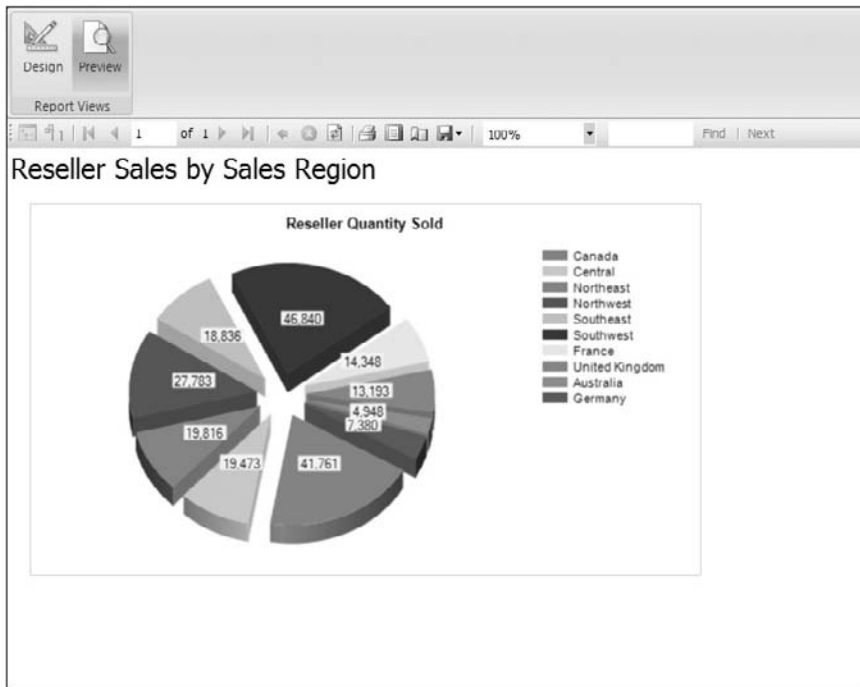 Design Preview
Report Views
1 of 1 100% Find | Next
Reseller Sales by Sales Region
Reseller Quantity Sold
46,840
18,836
14,348
27,783
13,193
4,948
7,380
19,816
19,473
41,761
Canada
Central
Northeast
Northwest
Southeast
Southwest
France
United Kingdom
Australia
Germany